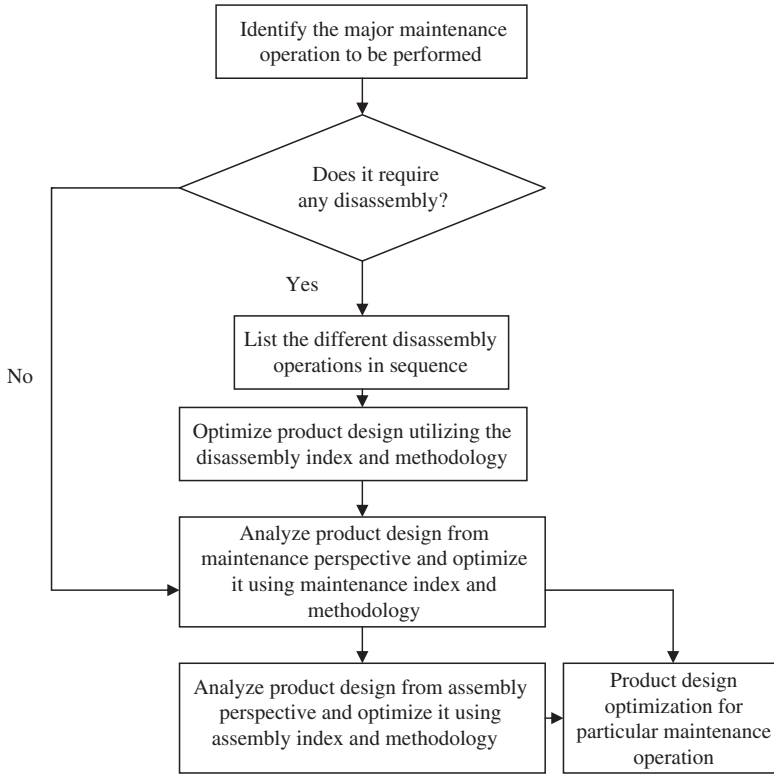 Identify the major maintenance
operation to be performed
Does it require
any disassembly?
Yes
List the different disassembly
operations in sequence
No
Optimize product design utilizing the
disassembly index and methodology
Analyze product design from
maintenance perspective and optimize
it using maintenance index and
methodology
Analyze product design from assembly
perspective and optimize it using
assembly index and methodology
Product design
optimization for
particular maintenance
operation